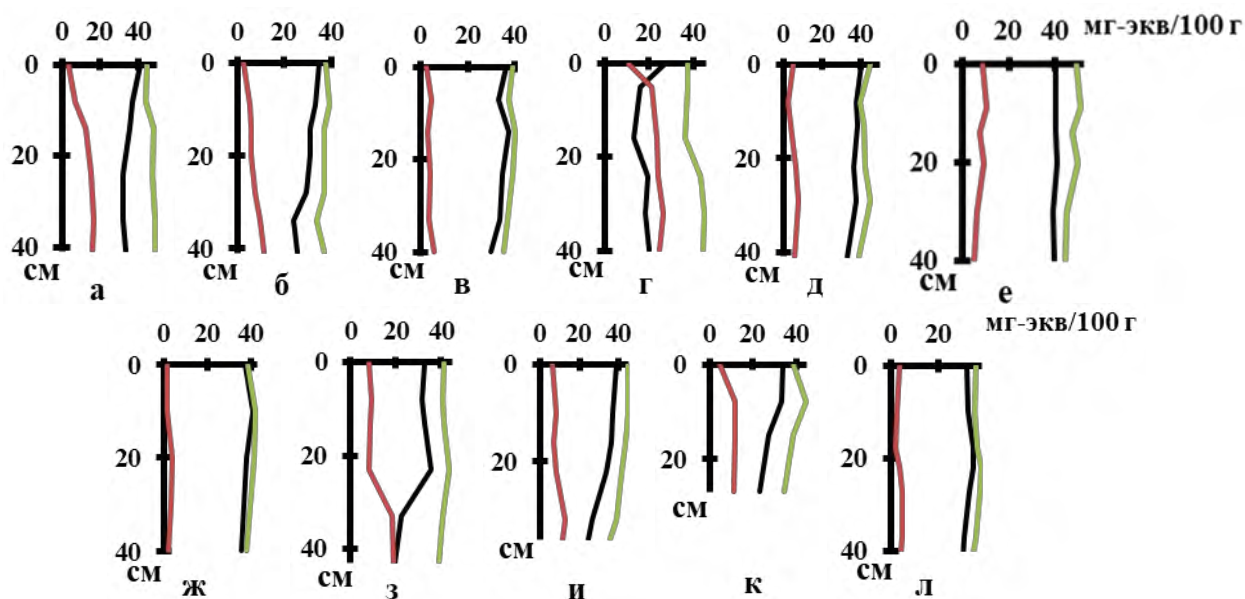 0 20 40 0 20 40 0 20 40 0 20 40 0 20 40 0 20 40 мг-экв/100 г
0 0 0 0 0 0
20 20 20 20 20 20
40 40 40 40 40 40
см см см см см см
а б в г д е
0 20 40 0 20 40 0 20 40 0 20 40 0 20 мг-экв/100 г
0 0 0 0 0
20 20 20 20 20
40 40 40
см см см см см
ж з и к л